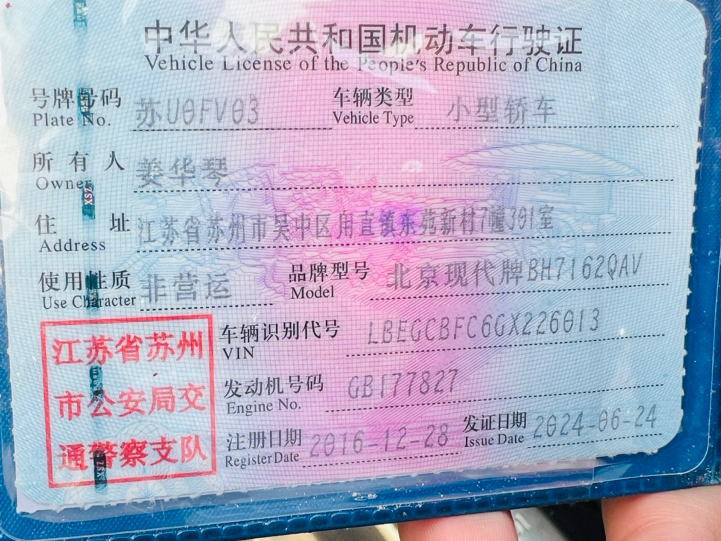 中华人民共和国机动车行驶证
Vehicle License of the People's Republic of China
号牌号码 苏U0FV03 车辆类型 小型轿车
Plate No. Vehicle Type
所有人 姜华琴
Owner
住址 江苏省苏州市吴中区甪直镇东苑新村7幢301室
Address
使用性质 非营运 品牌型号 北京现代牌BH7162QAV
Use Character Model
江苏省苏州
市公安局交
通警察支队
车辆识别代号 LBEGCBFC6GX226013
VIN
发动机号码 GB177827
Engine No.
注册日期 2016-12-28 发证日期 2024-06-24
Register Date Issue Date